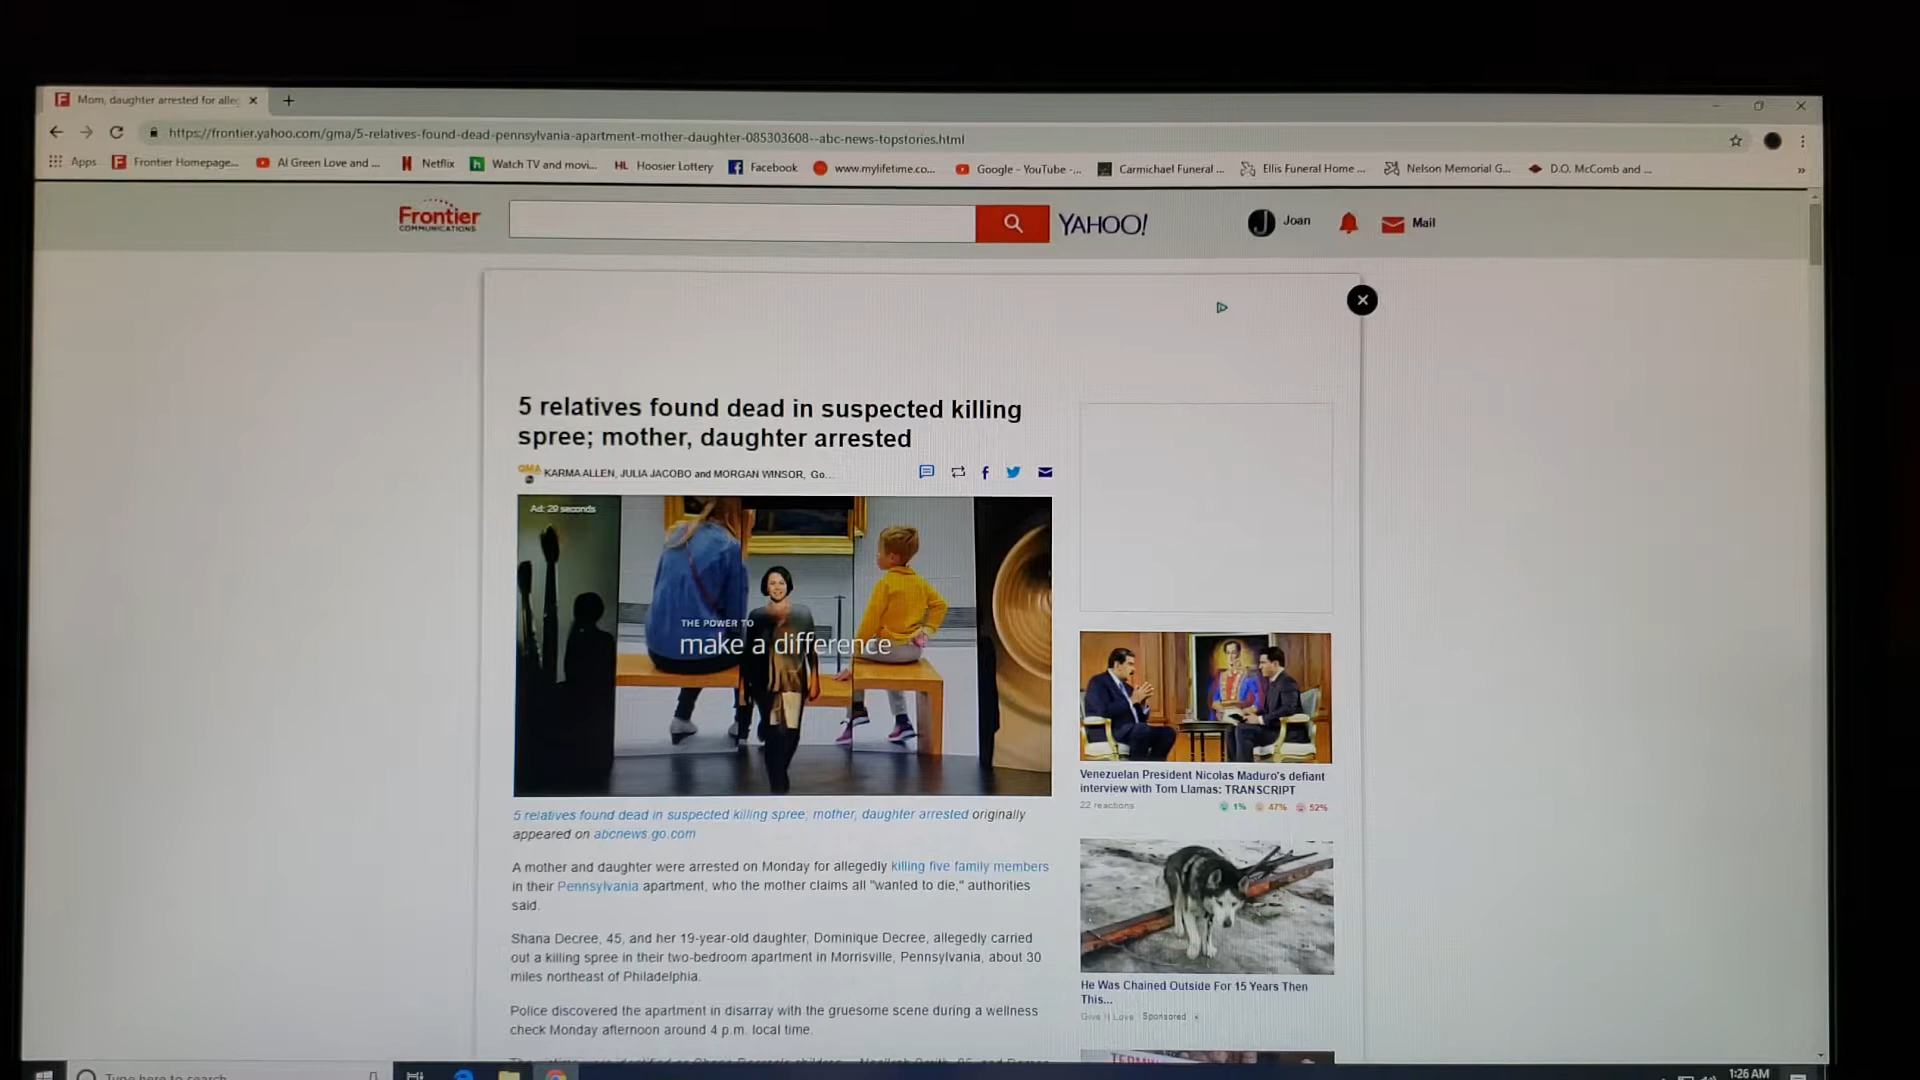 Mom, daughter arrested for alleg
https://frontier.yahoo.com/gma/5-relatives-found-dead-pennsylvania-apartment-mother-daughter-085303608--abc-news-topstories.html
Apps Frontier Homepage... Al Green Love and ... Netflix Watch TV and movi... HL Hoosier Lottery Facebook www.mylifetime.co... Google - YouTube -... Carmichael Funeral ... Ellis Funeral Home ... Nelson Memorial G... D.O. McComb and ... »
Frontier
COMMUNICATIONS
YAHOO!
J Joan Mail
5 relatives found dead in suspected killing
spree; mother, daughter arrested
GMA KARMA ALLEN, JULIA JACOBO and MORGAN WINSOR, Go...
Ad: 29 seconds
THE POWER TO
make a difference
5 relatives found dead in suspected killing spree; mother, daughter arrested originally
appeared on abcnews.go.com
A mother and daughter were arrested on Monday for allegedly killing five family members
in their Pennsylvania apartment, who the mother claims all "wanted to die," authorities
said.
Shana Decree, 45, and her 19-year-old daughter, Dominique Decree, allegedly carried
out a killing spree in their two-bedroom apartment in Morrisville, Pennsylvania, about 30
miles northeast of Philadelphia.
Police discovered the apartment in disarray with the gruesome scene during a wellness
check Monday afternoon around 4 p.m. local time.
Venezuelan President Nicolas Maduro's defiant
interview with Tom Llamas: TRANSCRIPT
22 reactions 1% 47% 52%
He Was Chained Outside For 15 Years Then
This...
Give It Love Sponsored
Type here to search
1:26 AM